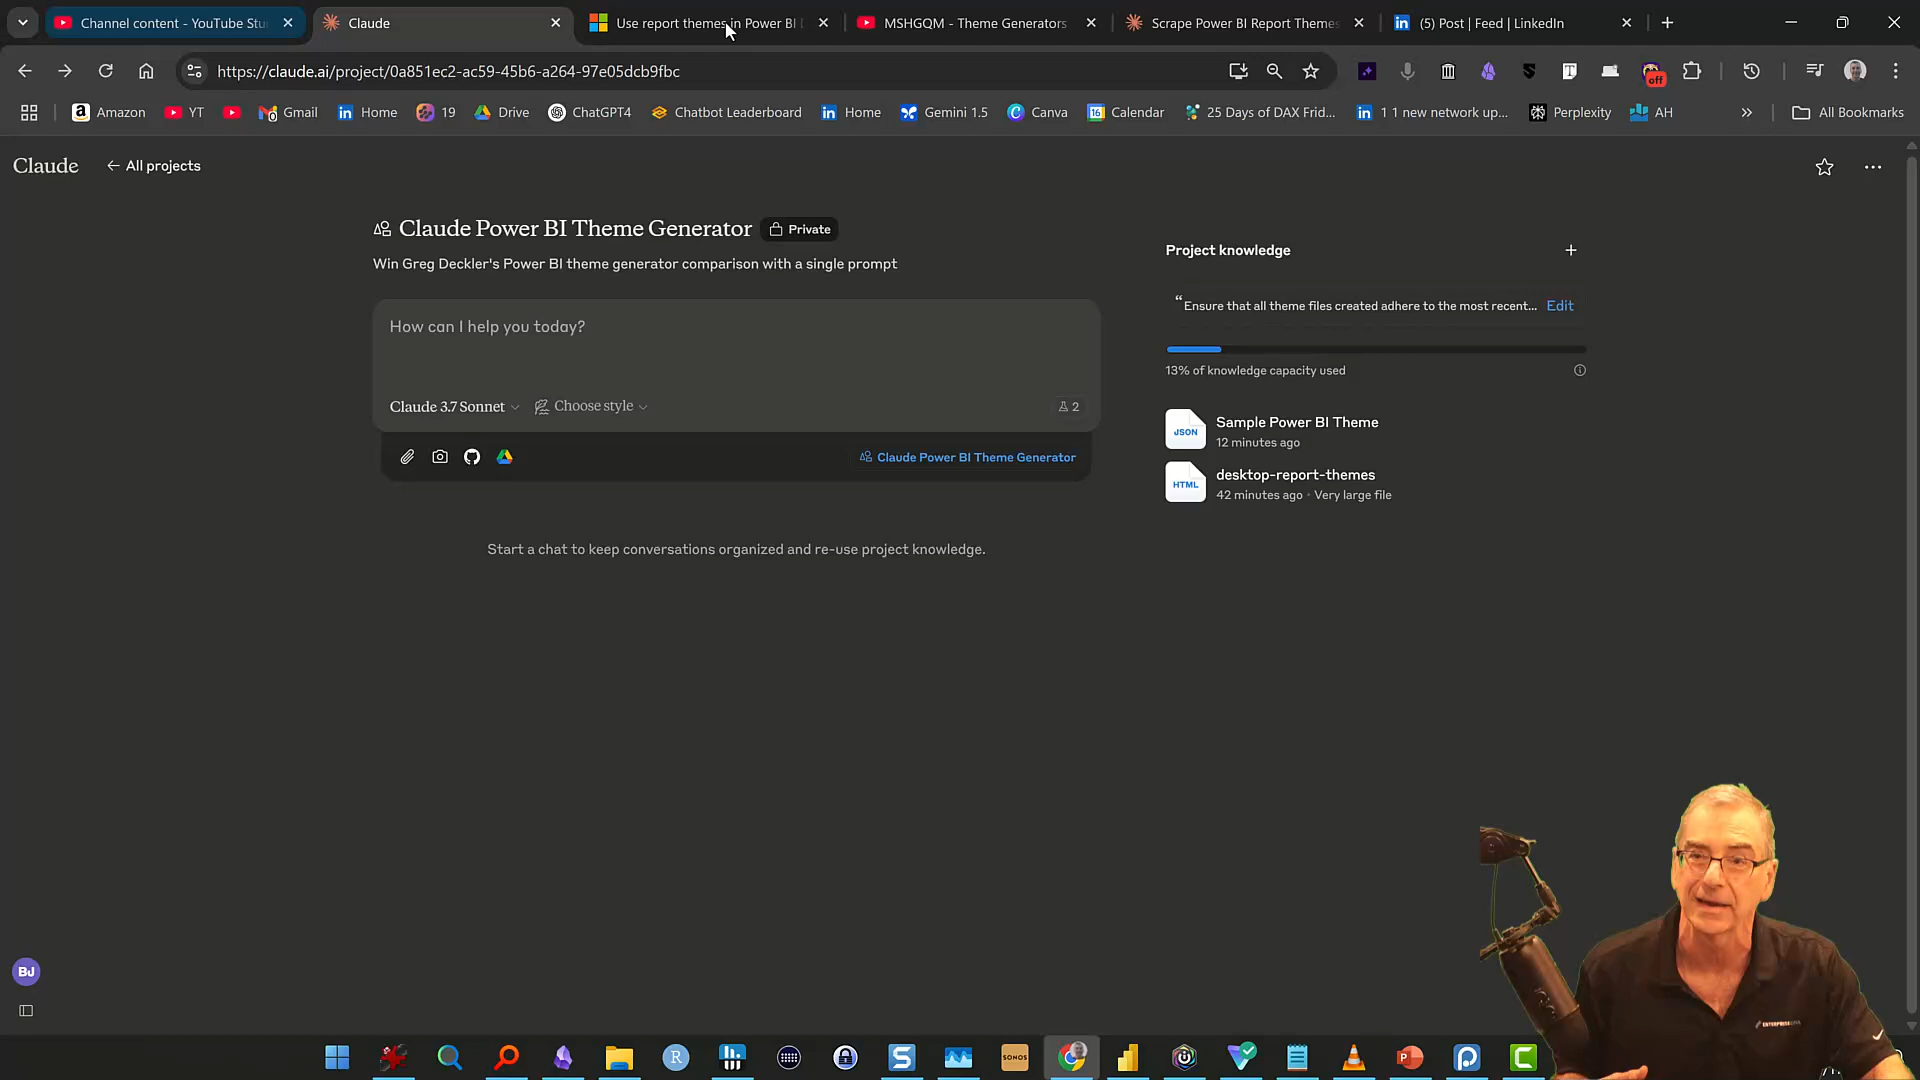 Channel content - YouTube Stu
Claude
Use report themes in Power BI D
MSHGQM - Theme Generators
Scrape Power BI Report Themes
in
(5) Post | Feed | LinkedIn
https://claude.ai/project/0a851ec2-ac59-45b6-a264-97e05dcb9fbc
off
Amazon
YT
Gmail
Home
19
Drive
ChatGPT4
Chatbot Leaderboard
Home
Gemini 1.5
Canva
16
Calendar
25 Days of DAX Frid...
1 1 new network up...
Perplexity
AH
»
All Bookmarks
Claude
← All projects
Claude Power BI Theme Generator
Private
Win Greg Deckler's Power BI theme generator comparison with a single prompt
How can I help you today?
Claude 3.7 Sonnet
Choose style
2
Claude Power BI Theme Generator
Start a chat to keep conversations organized and re-use project knowledge.
Project knowledge
+
“ Ensure that all theme files created adhere to the most recent...
Edit
13% of knowledge capacity used
JSON
Sample Power BI Theme
12 minutes ago
HTML
desktop-report-themes
42 minutes ago · Very large file
BJ
ENTERPRISE DNA
R
S
SONOS
P
P
C